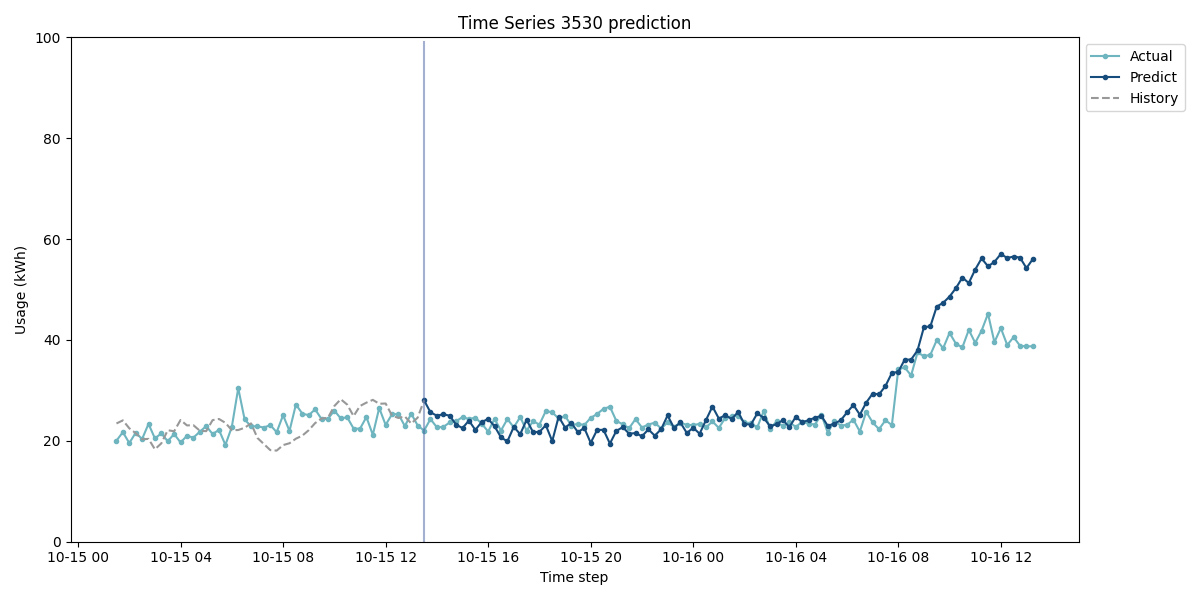 Time Series 3530 prediction
Usage (kWh)
100
80
60
40
20
0
10-15 00
10-15 04
10-15 08
10-15 12
10-15 16
10-15 20
10-16 00
10-16 04
10-16 08
10-16 12
Time step
Actual
Predict
History